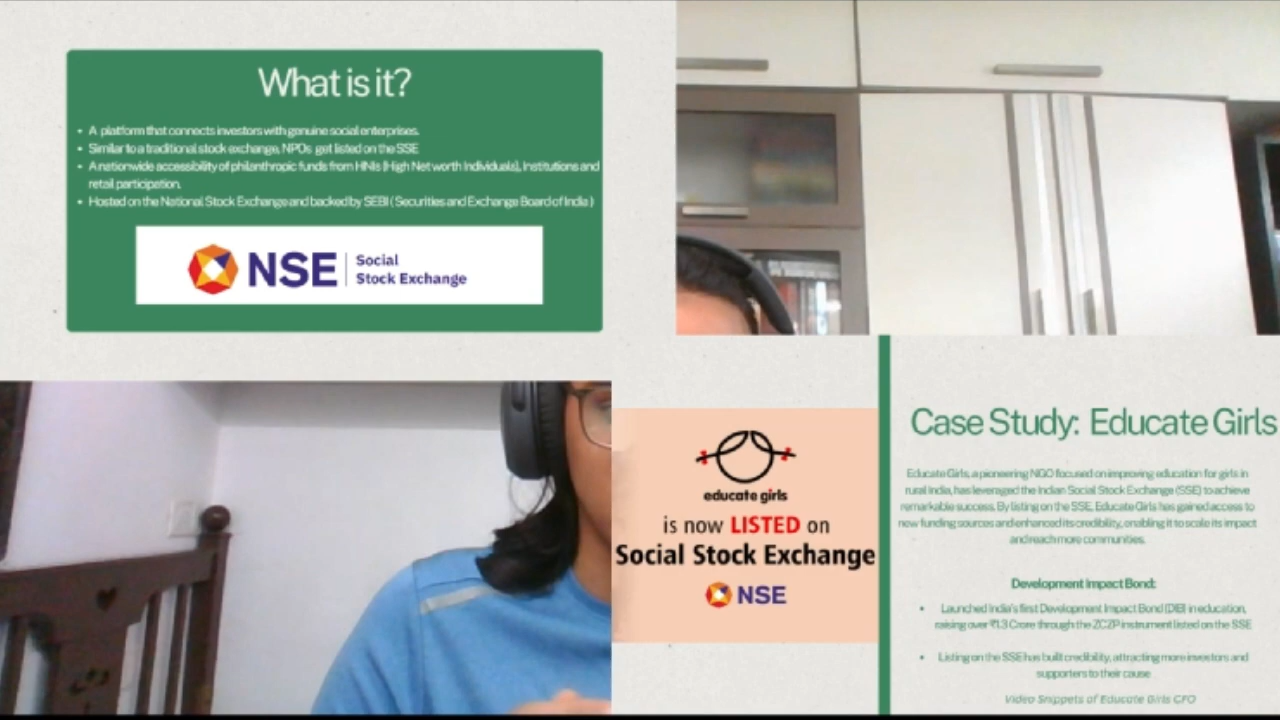 What is it?
• A platform that connects investors with genuine social enterprises.
• Similar to a traditional stock exchange, NPOs get listed on the SSE
• A nationwide accessibility of philanthropic funds from HNIs [High Net worth Individuals], Institutions and
retail participation.
• Hosted on the National Stock Exchange and backed by SEBI ( Securities and Exchange Board of India )
NSE
Social
Stock Exchange
educate girls
is now LISTED on
Social Stock Exchange
NSE
Case Study: Educate Girls
Educate Girls, a pioneering NGO focused on improving education for girls in
rural India, has leveraged the Indian Social Stock Exchange (SSE) to achieve
remarkable success. By listing on the SSE, Educate Girls has gained access to
new funding sources and enhanced its credibility, enabling it to scale its impact
and reach more communities.
Development Impact Bond:
• Launched India's first Development Impact Bond (DIB) in education,
raising over ₹1.3 Crore through the ZCZP instrument listed on the SSE
• Listing on the SSE has built credibility, attracting more investors and
supporters to their cause
Video Snippets of Educate Girls CFO